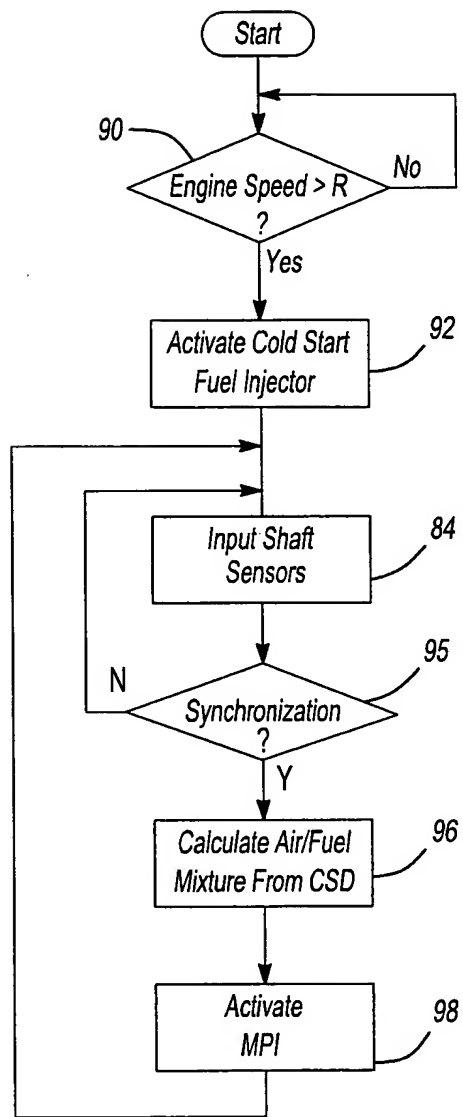 Start
90
Engine Speed > R
?
No
Yes
Activate Cold Start
Fuel Injector
92
Input Shaft
Sensors
84
N
Synchronization
?
95
Y
Calculate Air/Fuel
Mixture From CSD
96
Activate
MPI
98